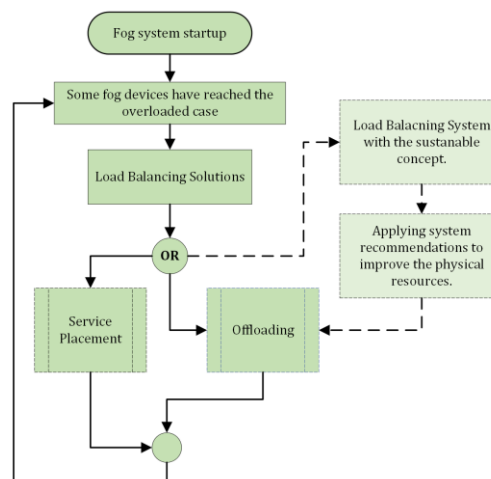 Fog system startup
Some fog devices have reached the
overloaded case
Load Balancing Solutions
OR
Service
Placement
Offloading
Load Balacning System
with the sustanable
concept.
Applying system
recommendations to
improve the physical
resources.